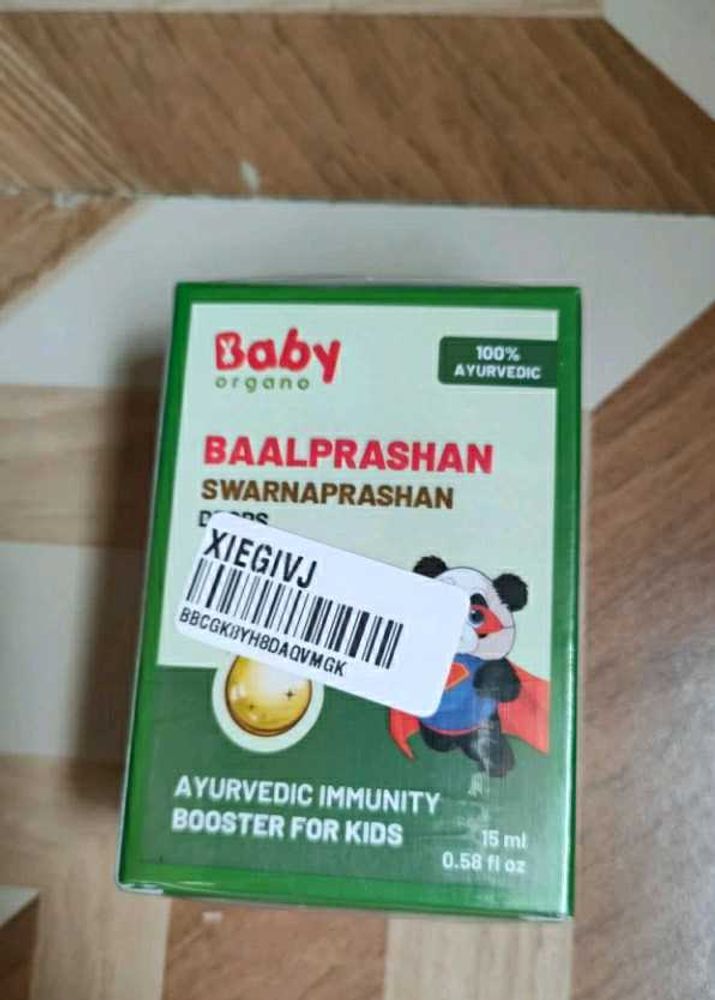 Baby
organo
100%
AYURVEDIC
BAALPRASHAN
SWARNAPRASHAN
DROPS
XIEGIVJ
BBCGK8YH8DAQVMGK
AYURVEDIC IMMUNITY
BOOSTER FOR KIDS
15 ml
0.58 fl oz